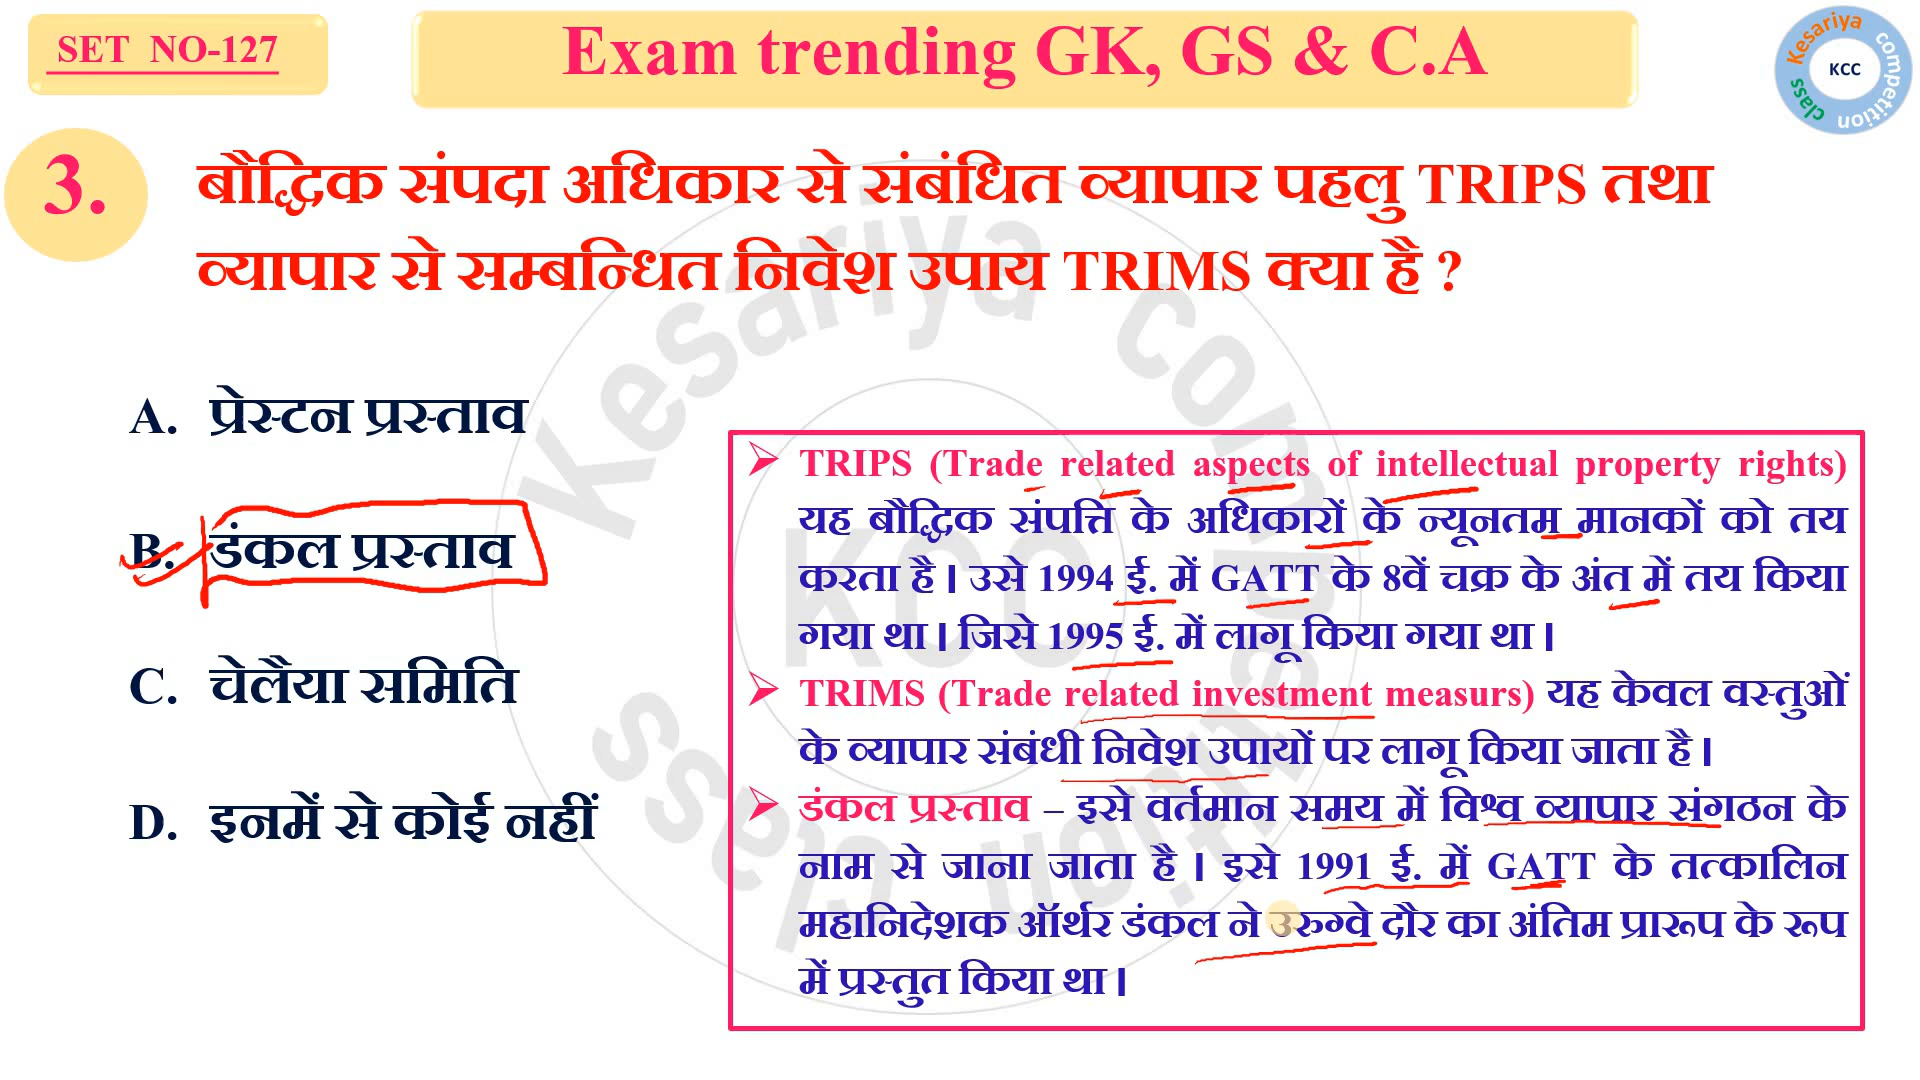 SET NO-127
Exam trending GK, GS & C.A
Kesariya competition class
KCC
3.
बौद्धिक संपदा अधिकार से संबंधित व्यापार पहलु TRIPS तथा
व्यापार से सम्बन्धित निवेश उपाय TRIMS क्या है ?
A. प्रेस्टन प्रस्ताव
B. डंकल प्रस्ताव
C. चेलैया समिति
D. इनमें से कोई नहीं
➢ TRIPS (Trade related aspects of intellectual property rights)
यह बौद्धिक संपत्ति के अधिकारों के न्यूनतम मानकों को तय
करता है । उसे 1994 ई. में GATT के 8वें चक्र के अंत में तय किया
गया था । जिसे 1995 ई. में लागू किया गया था ।
➢ TRIMS (Trade related investment measurs) यह केवल वस्तुओं
के व्यापार संबंधी निवेश उपायों पर लागू किया जाता है ।
➢ डंकल प्रस्ताव – इसे वर्तमान समय में विश्व व्यापार संगठन के
नाम से जाना जाता है । इसे 1991 ई. में GATT के तत्कालिन
महानिदेशक ऑर्थर डंकल ने उरुग्वे दौर का अंतिम प्रारूप के रूप
में प्रस्तुत किया था ।
Kesariya competition class
KCC